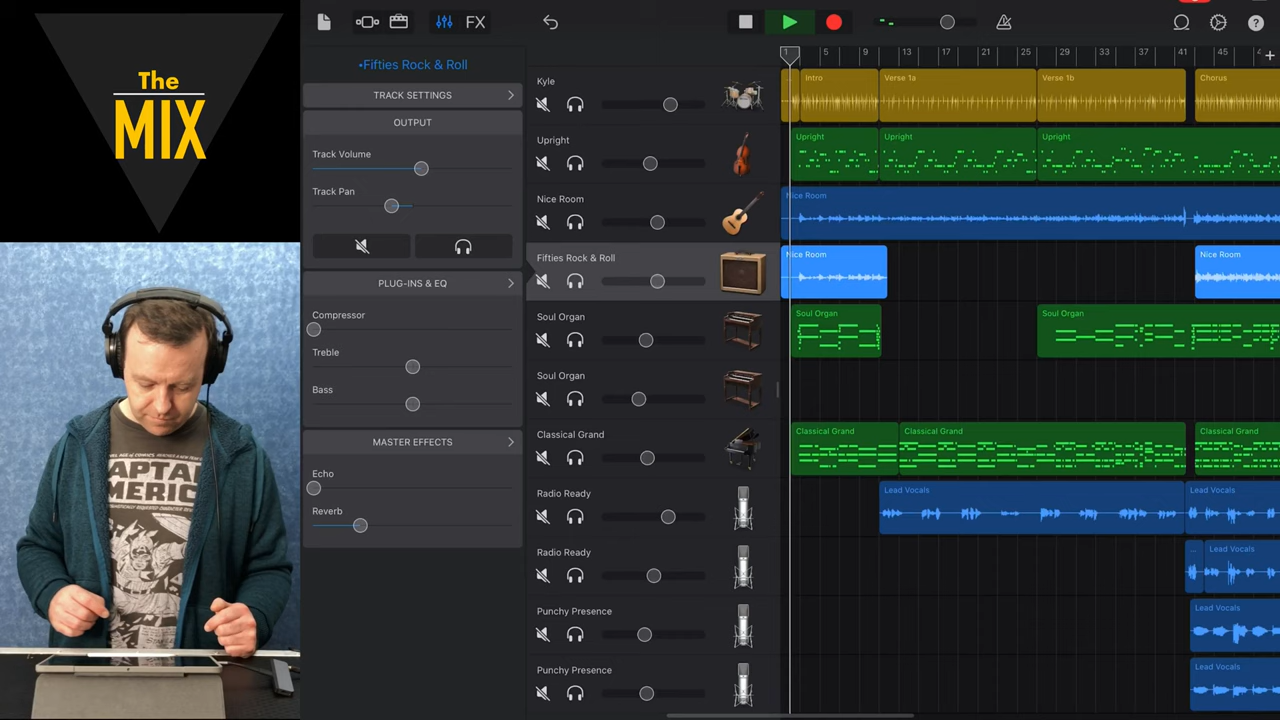 The
MIX
FX
•Fifties Rock & Roll
TRACK SETTINGS
OUTPUT
Track Volume
Track Pan
PLUG-INS & EQ
Compressor
Treble
Bass
MASTER EFFECTS
Echo
Reverb
1 5 9 13 17 21 25 29 33 37 41 45
+
?
Kyle
... Intro Verse 1a Verse 1b Chorus
Upright
Upright Upright Upright
Nice Room
Nice Room
Fifties Rock & Roll
Nice Room Nice Room
Soul Organ
Soul Organ Soul Organ
Soul Organ
Classical Grand
Classical Grand Classical Grand Classical Grand
Radio Ready
Lead Vocals Lead Vocals
Radio Ready
... Lead Vocals
Punchy Presence
Lead Vocals
Punchy Presence
Lead Vocals
CAPTAIN
AMERICA